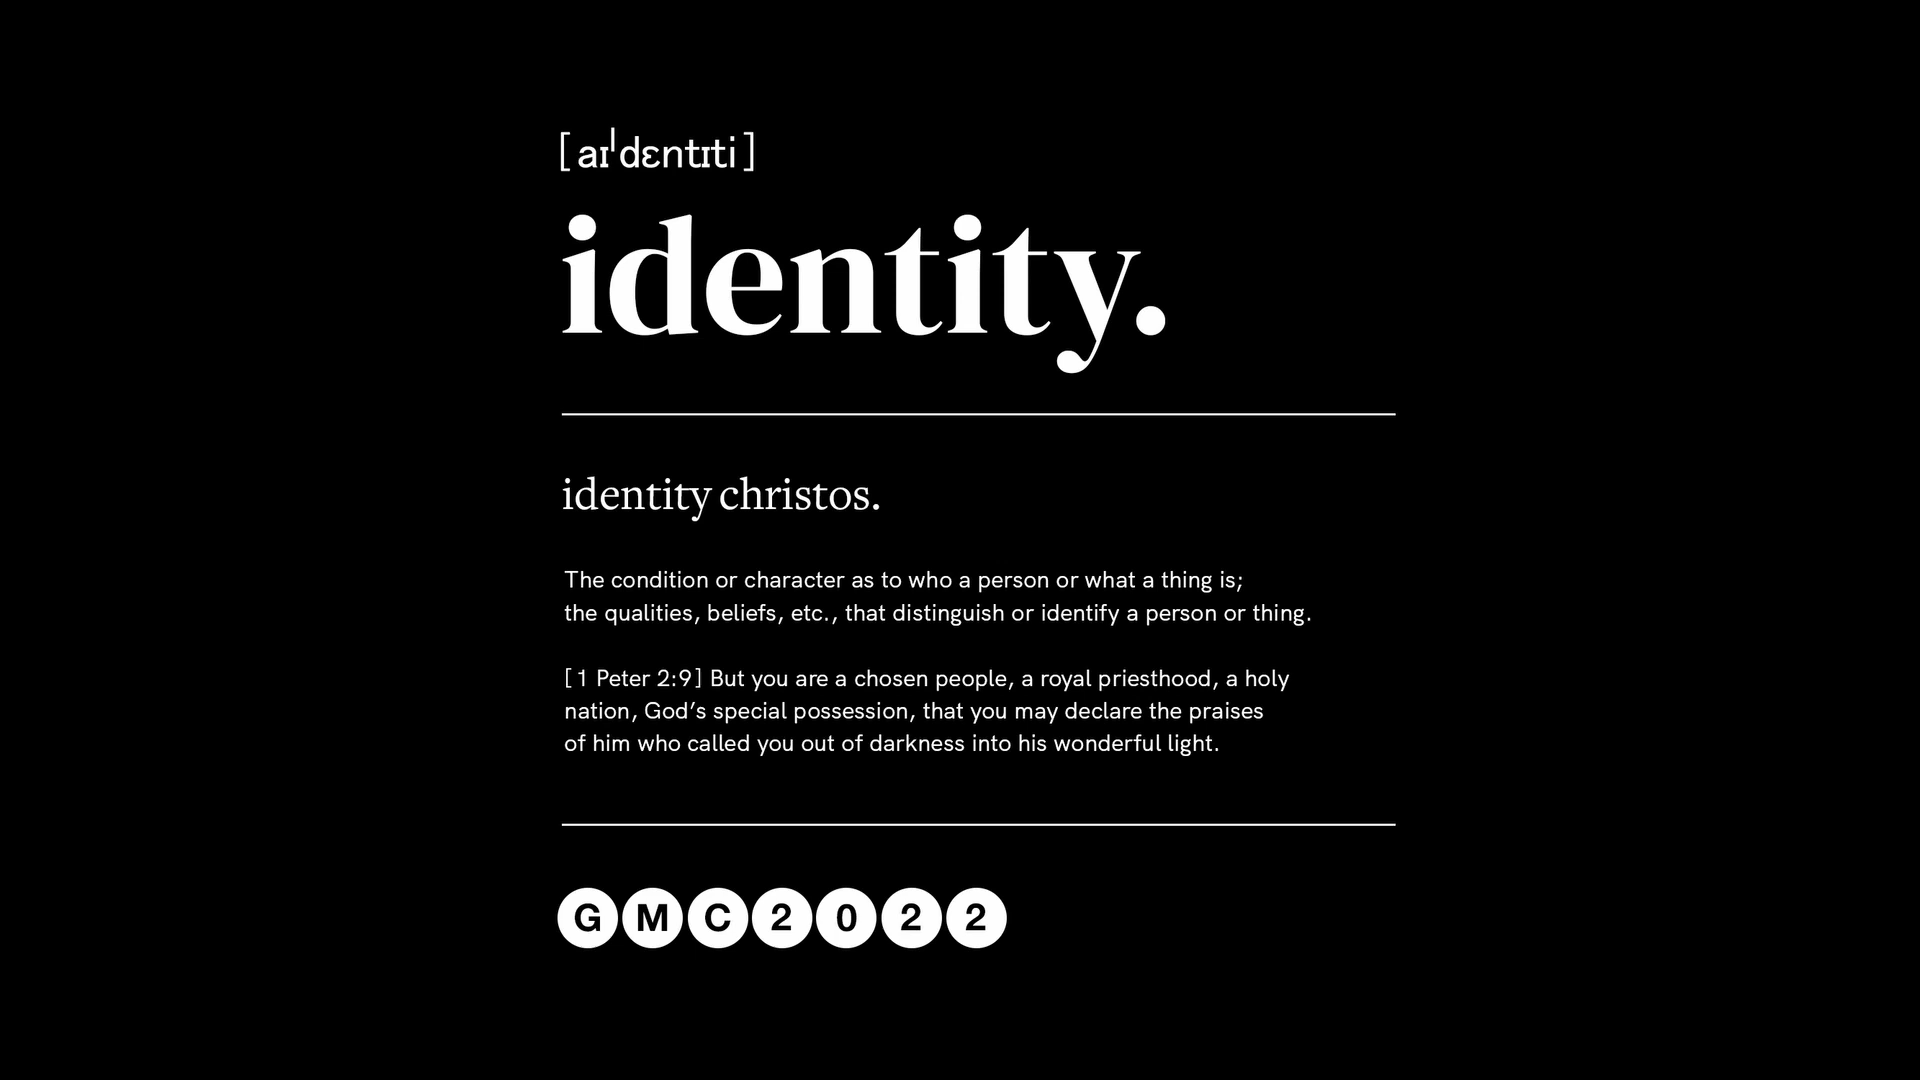 [aɪˈdɛntɪti]
identity.
identity christos.
The condition or character as to who a person or what a thing is;
the qualities, beliefs, etc., that distinguish or identify a person or thing.
[1 Peter 2:9] But you are a chosen people, a royal priesthood, a holy
nation, God’s special possession, that you may declare the praises
of him who called you out of darkness into his wonderful light.
GMC2022